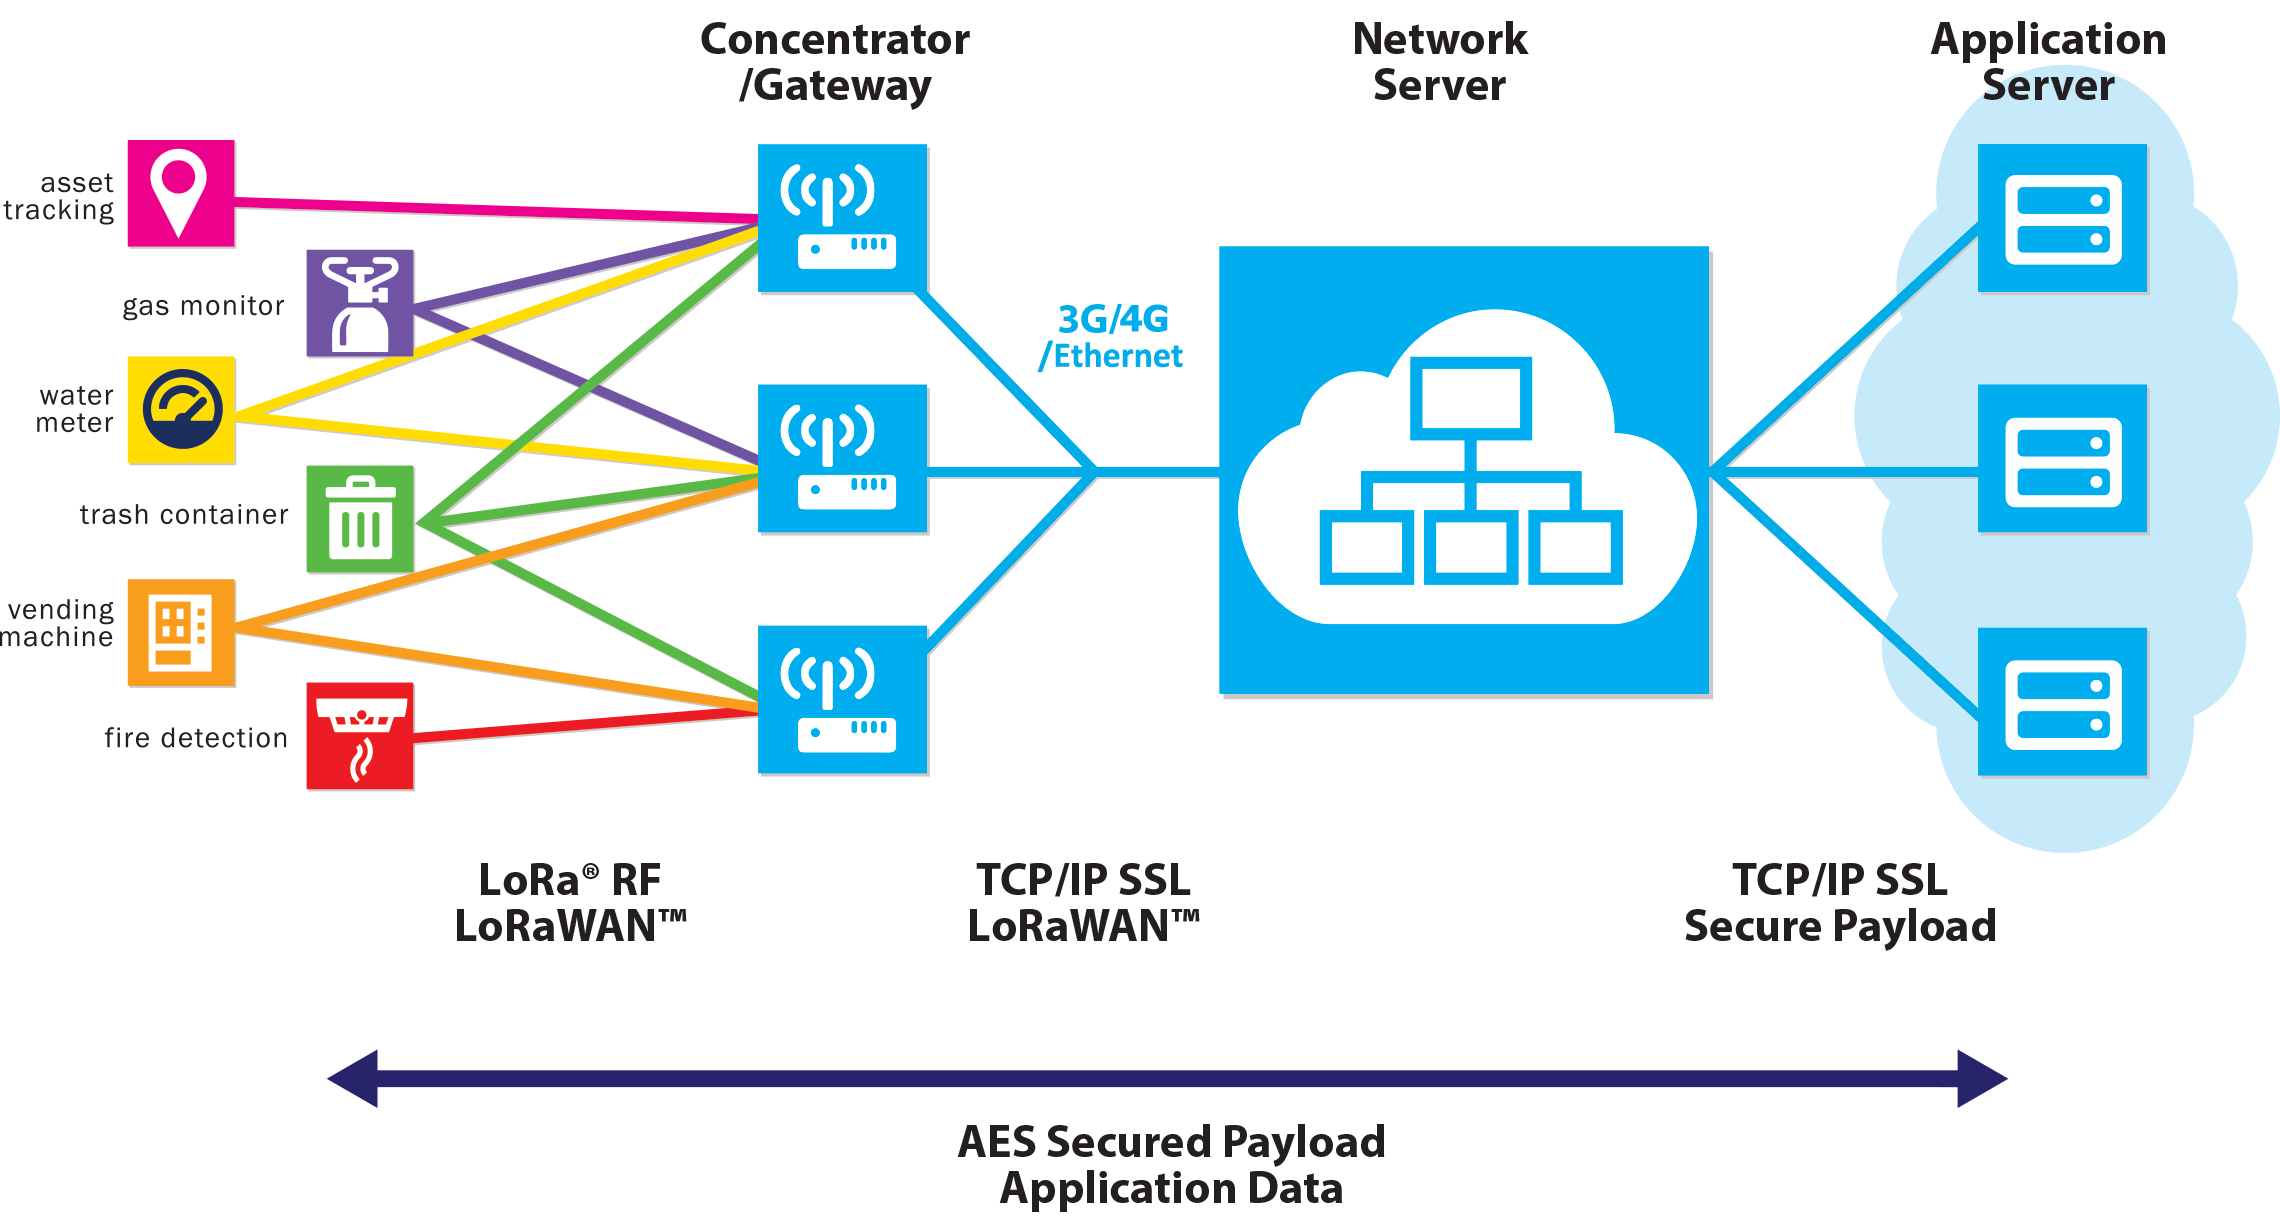 Concentrator
/Gateway
Network
Server
Application
Server
asset
tracking
gas monitor
water
meter
trash container
vending
machine
fire detection
3G/4G
/Ethernet
LoRa® RF
LoRaWAN™
TCP/IP SSL
LoRaWAN™
TCP/IP SSL
Secure Payload
AES Secured Payload
Application Data